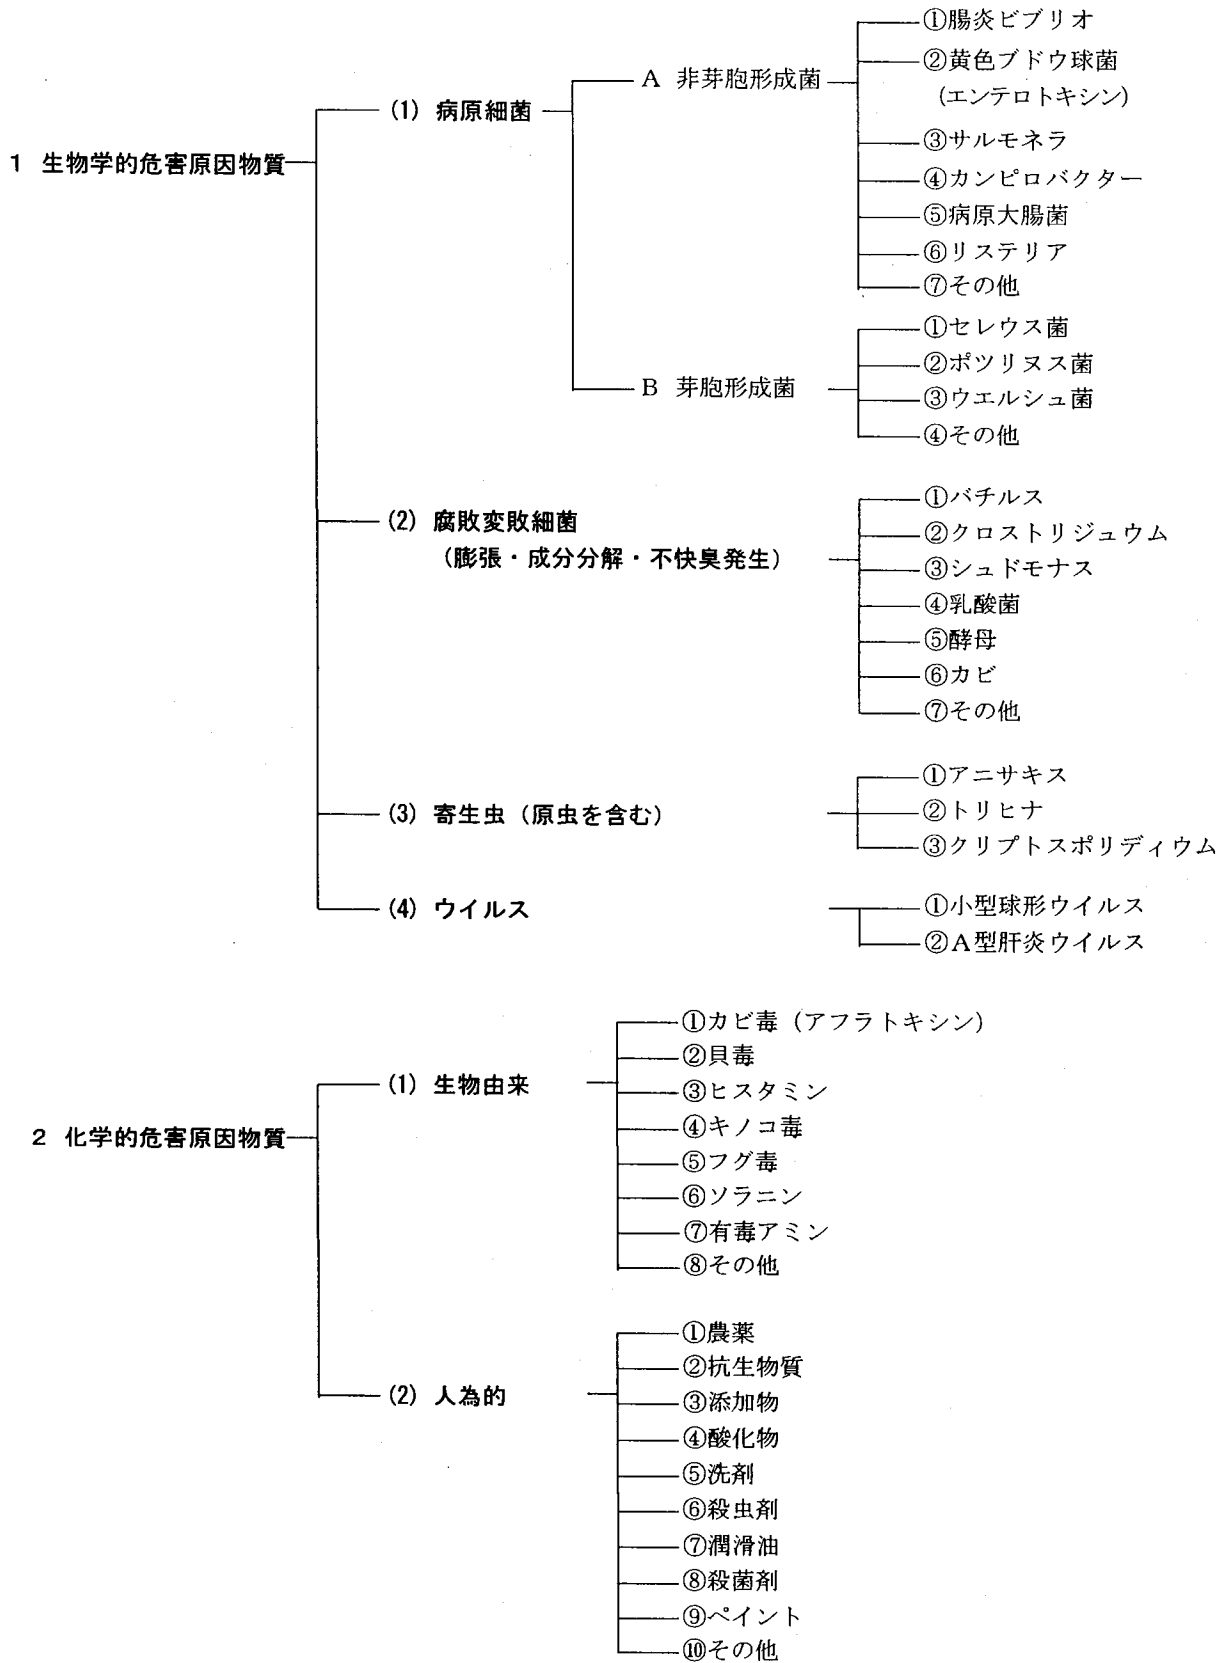 1 生物学的危害原因物質
(1) 病原細菌
A 非芽胞形成菌
①腸炎ビブリオ
②黄色ブドウ球菌
(エンテロトキシン)
③サルモネラ
④カンピロバクター
⑤病原大腸菌
⑥リステリア
⑦その他
B 芽胞形成菌
①セレウス菌
②ボツリヌス菌
③ウエルシュ菌
④その他
(2) 腐敗変敗細菌
(膨張・成分分解・不快臭発生)
①バチルス
②クロストリジュウム
③シュドモナス
④乳酸菌
⑤酵母
⑥カビ
⑦その他
(3) 寄生虫（原虫を含む）
①アニサキス
②トリヒナ
③クリプトスポリディウム
(4) ウイルス
①小型球形ウイルス
②A型肝炎ウイルス
2 化学的危害原因物質
(1) 生物由来
①カビ毒（アフラトキシン）
②貝毒
③ヒスタミン
④キノコ毒
⑤フグ毒
⑥ソラニン
⑦有毒アミン
⑧その他
(2) 人為的
①農薬
②抗生物質
③添加物
④酸化物
⑤洗剤
⑥殺虫剤
⑦潤滑油
⑧殺菌剤
⑨ペイント
⑩その他